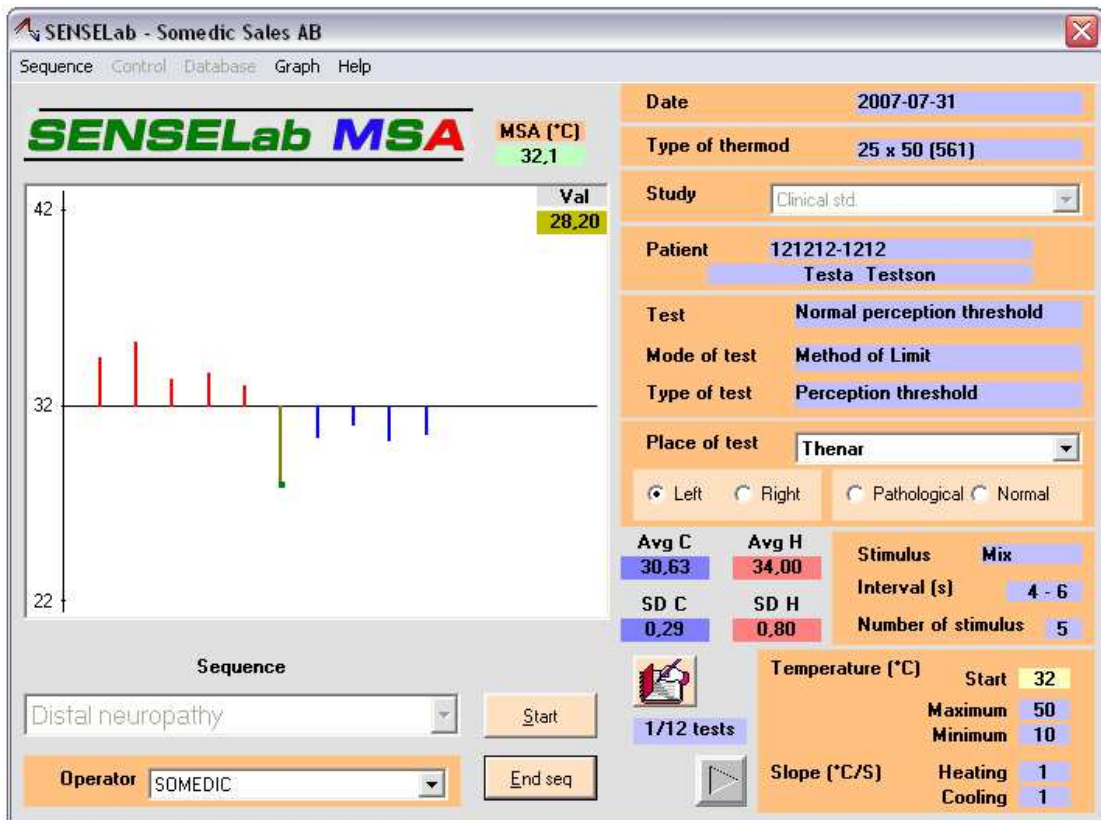 SENSELab - Somedic Sales AB
Sequence Control Database Graph Help
SENSELab MSA
MSA (°C)
32,1
Val
28,20
42
32
22
Date 2007-07-31
Type of thermod 25 x 50 (561)
Study Clinical std.
Patient 121212-1212
Testa Testson
Test Normal perception threshold
Mode of test Method of Limit
Type of test Perception threshold
Place of test Thenar
Left Right Pathological Normal
Avg C Avg H
30,63 34,00
SD C SD H
0,29 0,80
Stimulus Mix
Interval (s) 4 - 6
Number of stimulus 5
Sequence
Distal neuropathy
Start
Operator SOMEDIC
End seq
1/12 tests
Temperature (°C) Start 32
Maximum 50
Minimum 10
Slope (°C/S) Heating 1
Cooling 1